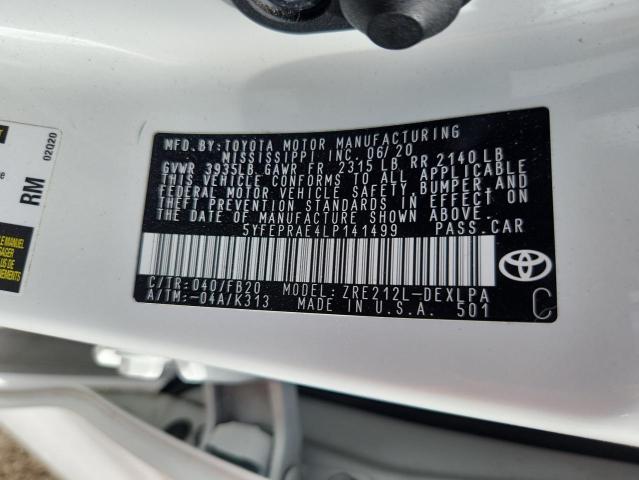 MFD. BY: TOYOTA MOTOR MANUFACTURING
MISSISSIPPI, INC. 06/20
GVWR 3935LB GAWR FR 2315 LB RR 2140 LB
THIS VEHICLE CONFORMS TO ALL APPLICABLE
FEDERAL MOTOR VEHICLE SAFETY, BUMPER, AND
THEFT PREVENTION STANDARDS IN EFFECT ON
THE DATE OF MANUFACTURE SHOWN ABOVE.
5YFEPRAE4LP141499 PASS.CAR
C/TR:040/FB20 MODEL: ZRE212L-DEXLPA
A/TM:-04A/K313 MADE IN U.S.A. 501
C
RM
02020